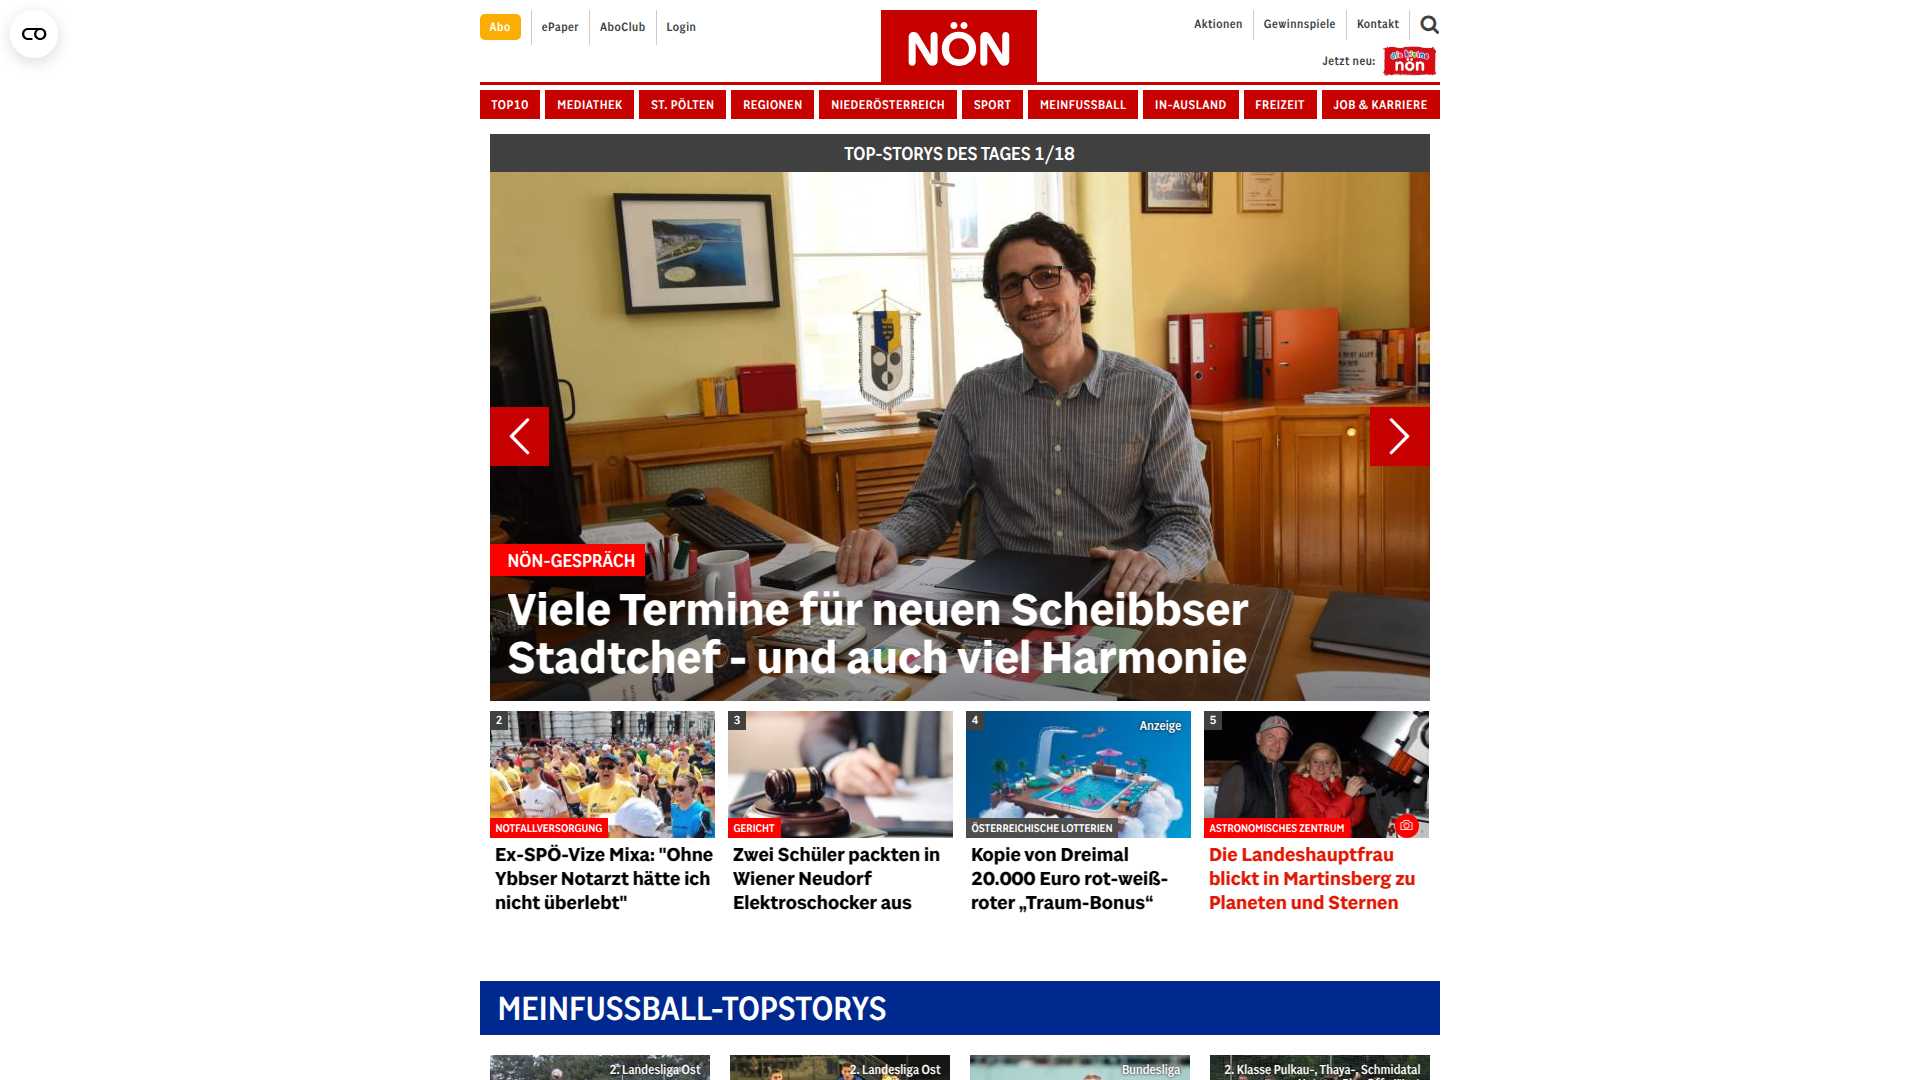 Abo
ePaper
AboClub
Login
NÖN
Aktionen
Gewinnspiele
Kontakt
Jetzt neu:
die kleine
nön
TOP10
MEDIATHEK
ST. PÖLTEN
REGIONEN
NIEDERÖSTERREICH
SPORT
MEINFUSSBALL
IN-AUSLAND
FREIZEIT
JOB & KARRIERE
TOP-STORYS DES TAGES 1/18
NÖN-GESPRÄCH
Viele Termine für neuen Scheibbser
Stadtchef - und auch viel Harmonie
2
NOTFALLVERSORGUNG
Ex-SPÖ-Vize Mixa: "Ohne
Ybbser Notarzt hätte ich
nicht überlebt"
3
GERICHT
Zwei Schüler packten in
Wiener Neudorf
Elektroschocker aus
4
Anzeige
ÖSTERREICHISCHE LOTTERIEN
Kopie von Dreimal
20.000 Euro rot-weiß-
roter „Traum-Bonus“
5
ASTRONOMISCHES ZENTRUM
Die Landeshauptfrau
blickt in Martinsberg zu
Planeten und Sternen
MEINFUSSBALL-TOPSTORYS
2. Landesliga Ost
2. Landesliga Ost
Bundesliga
2. Klasse Pulkau-, Thaya-, Schmidatal